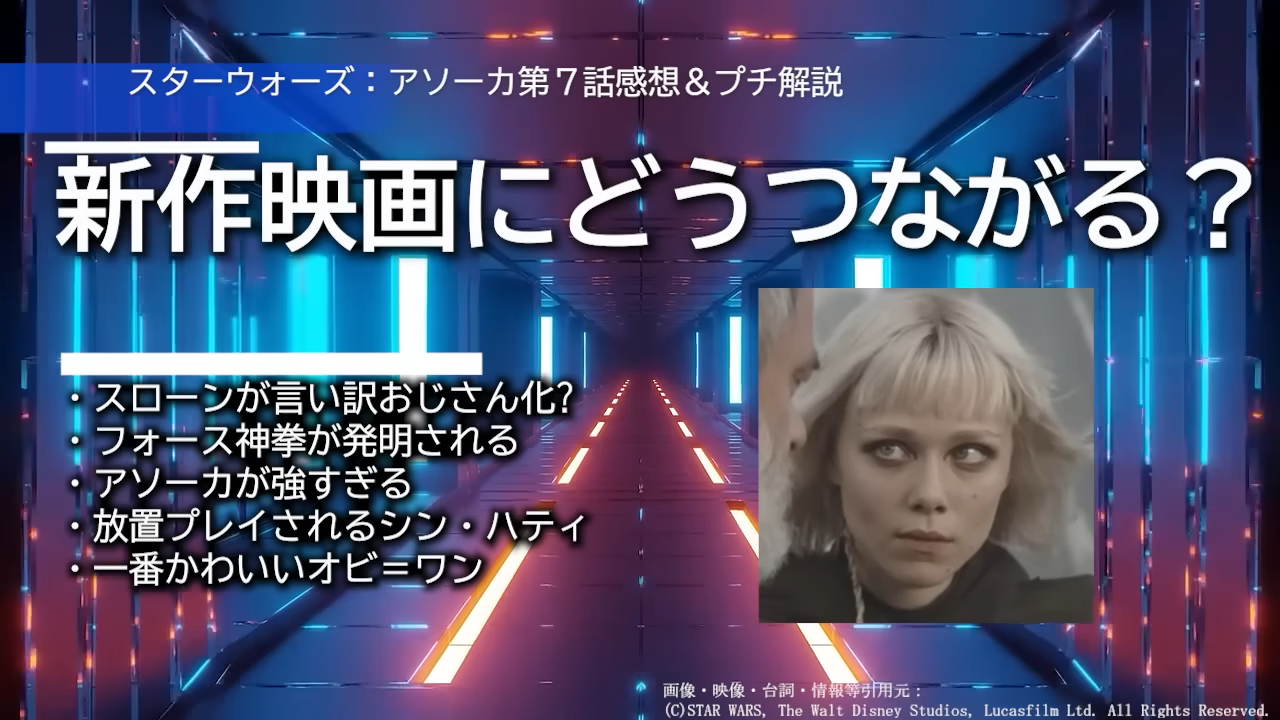 スターウォーズ：アソーカ第７話感想＆プチ解説
新作映画にどうつながる？
・スローンが言い訳おじさん化?
・フォース神拳が発明される
・アソーカが強すぎる
・放置プレイされるシン・ハティ
・一番かわいいオビ＝ワン
画像・映像・台詞・情報等引用元：
(C)STAR WARS, The Walt Disney Studios, Lucasfilm Ltd. All Rights Reserved.